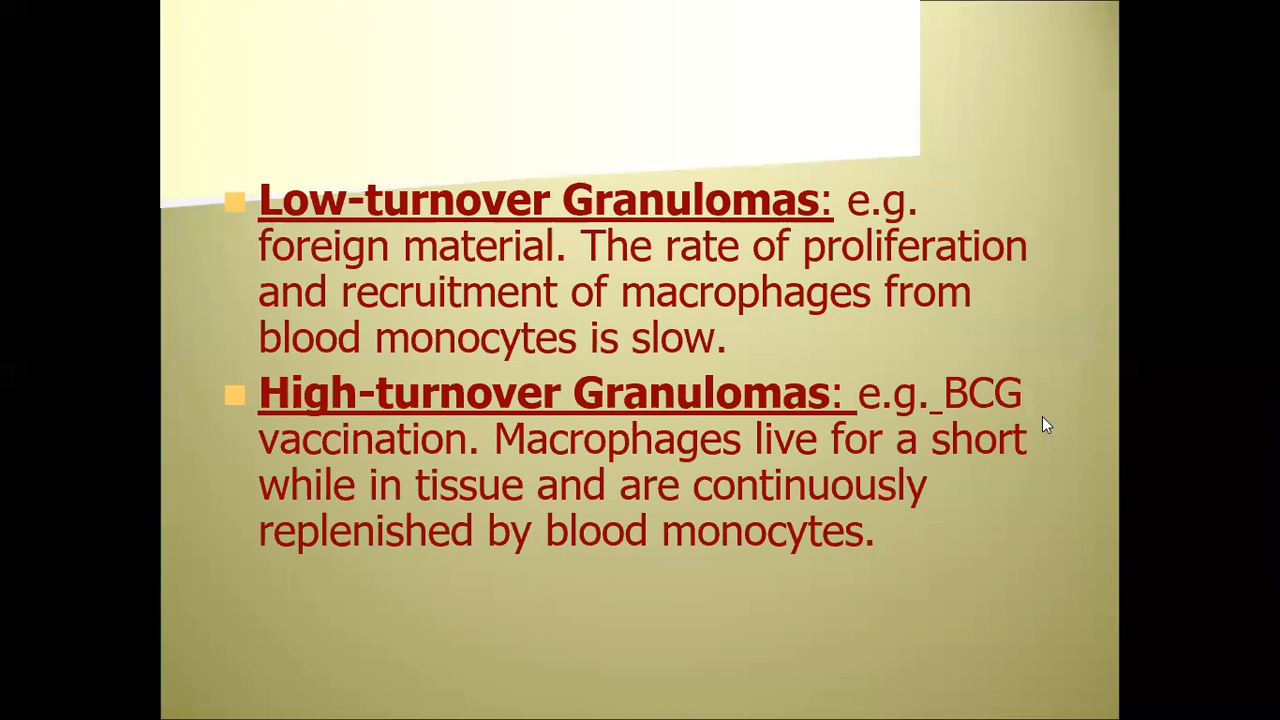 Low-turnover Granulomas: e.g.
foreign material. The rate of proliferation
and recruitment of macrophages from
blood monocytes is slow.
High-turnover Granulomas: e.g. BCG
vaccination. Macrophages live for a short
while in tissue and are continuously
replenished by blood monocytes.